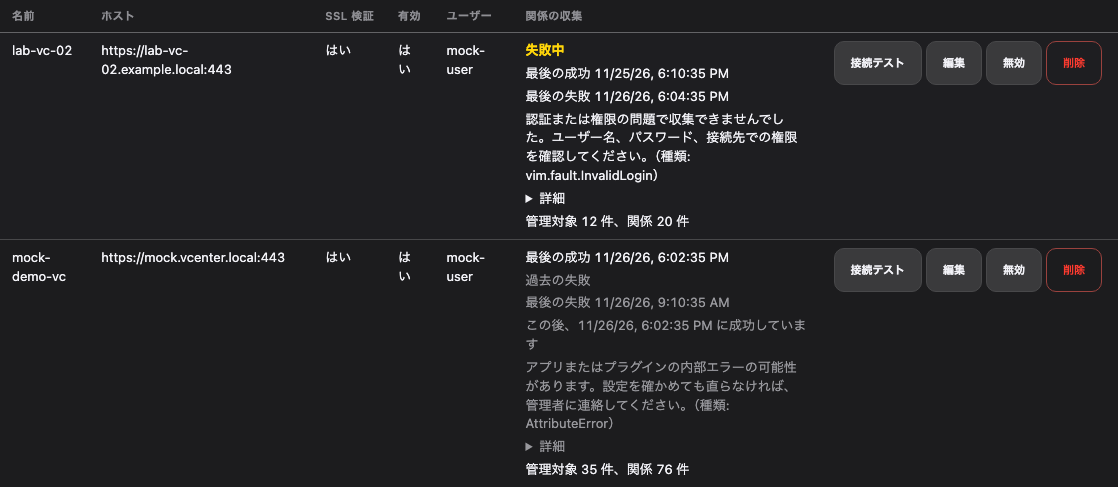 名前 ホスト SSL 検証 有効 ユーザー 関係の収集
lab-vc-02 https://lab-vc- はい は mock- 失敗中
02.example.local:443 い user
最後の成功 11/25/26, 6:10:35 PM
最後の失敗 11/26/26, 6:04:35 PM
認証または権限の問題で収集できませんでし
た。ユーザー名、パスワード、接続先での権限
を確認してください。（種類:
vim.fault.InvalidLogin）
▶ 詳細
管理対象 12 件、関係 20 件
接続テスト 編集 無効 削除
mock- https://mock.vcenter.local:443 はい は mock- 最後の成功 11/26/26, 6:02:35 PM
demo-vc い user
過去の失敗
最後の失敗 11/26/26, 9:10:35 AM
この後、11/26/26, 6:02:35 PM に成功していま
す
アプリまたはプラグインの内部エラーの可能性
があります。設定を確かめても直らなければ、
管理者に連絡してください。（種類:
AttributeError）
▶ 詳細
管理対象 35 件、関係 76 件
接続テスト 編集 無効 削除